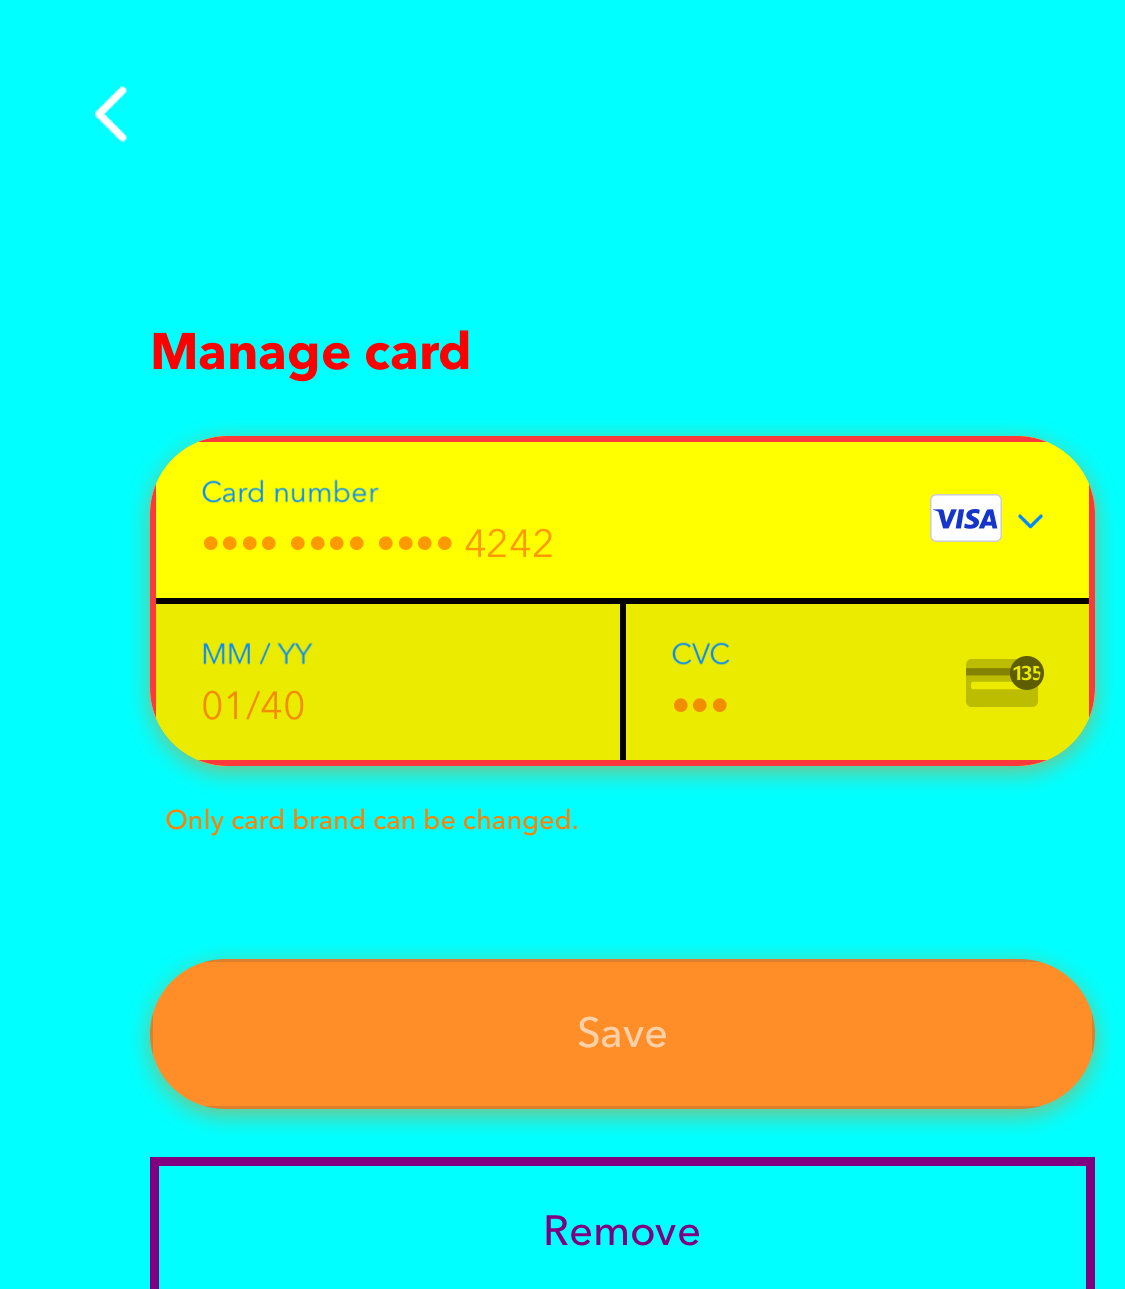 Manage card
Card number
VISA
•••• •••• •••• 4242
MM / YY
CVC
01/40
•••
135
Only card brand can be changed.
Save
Remove